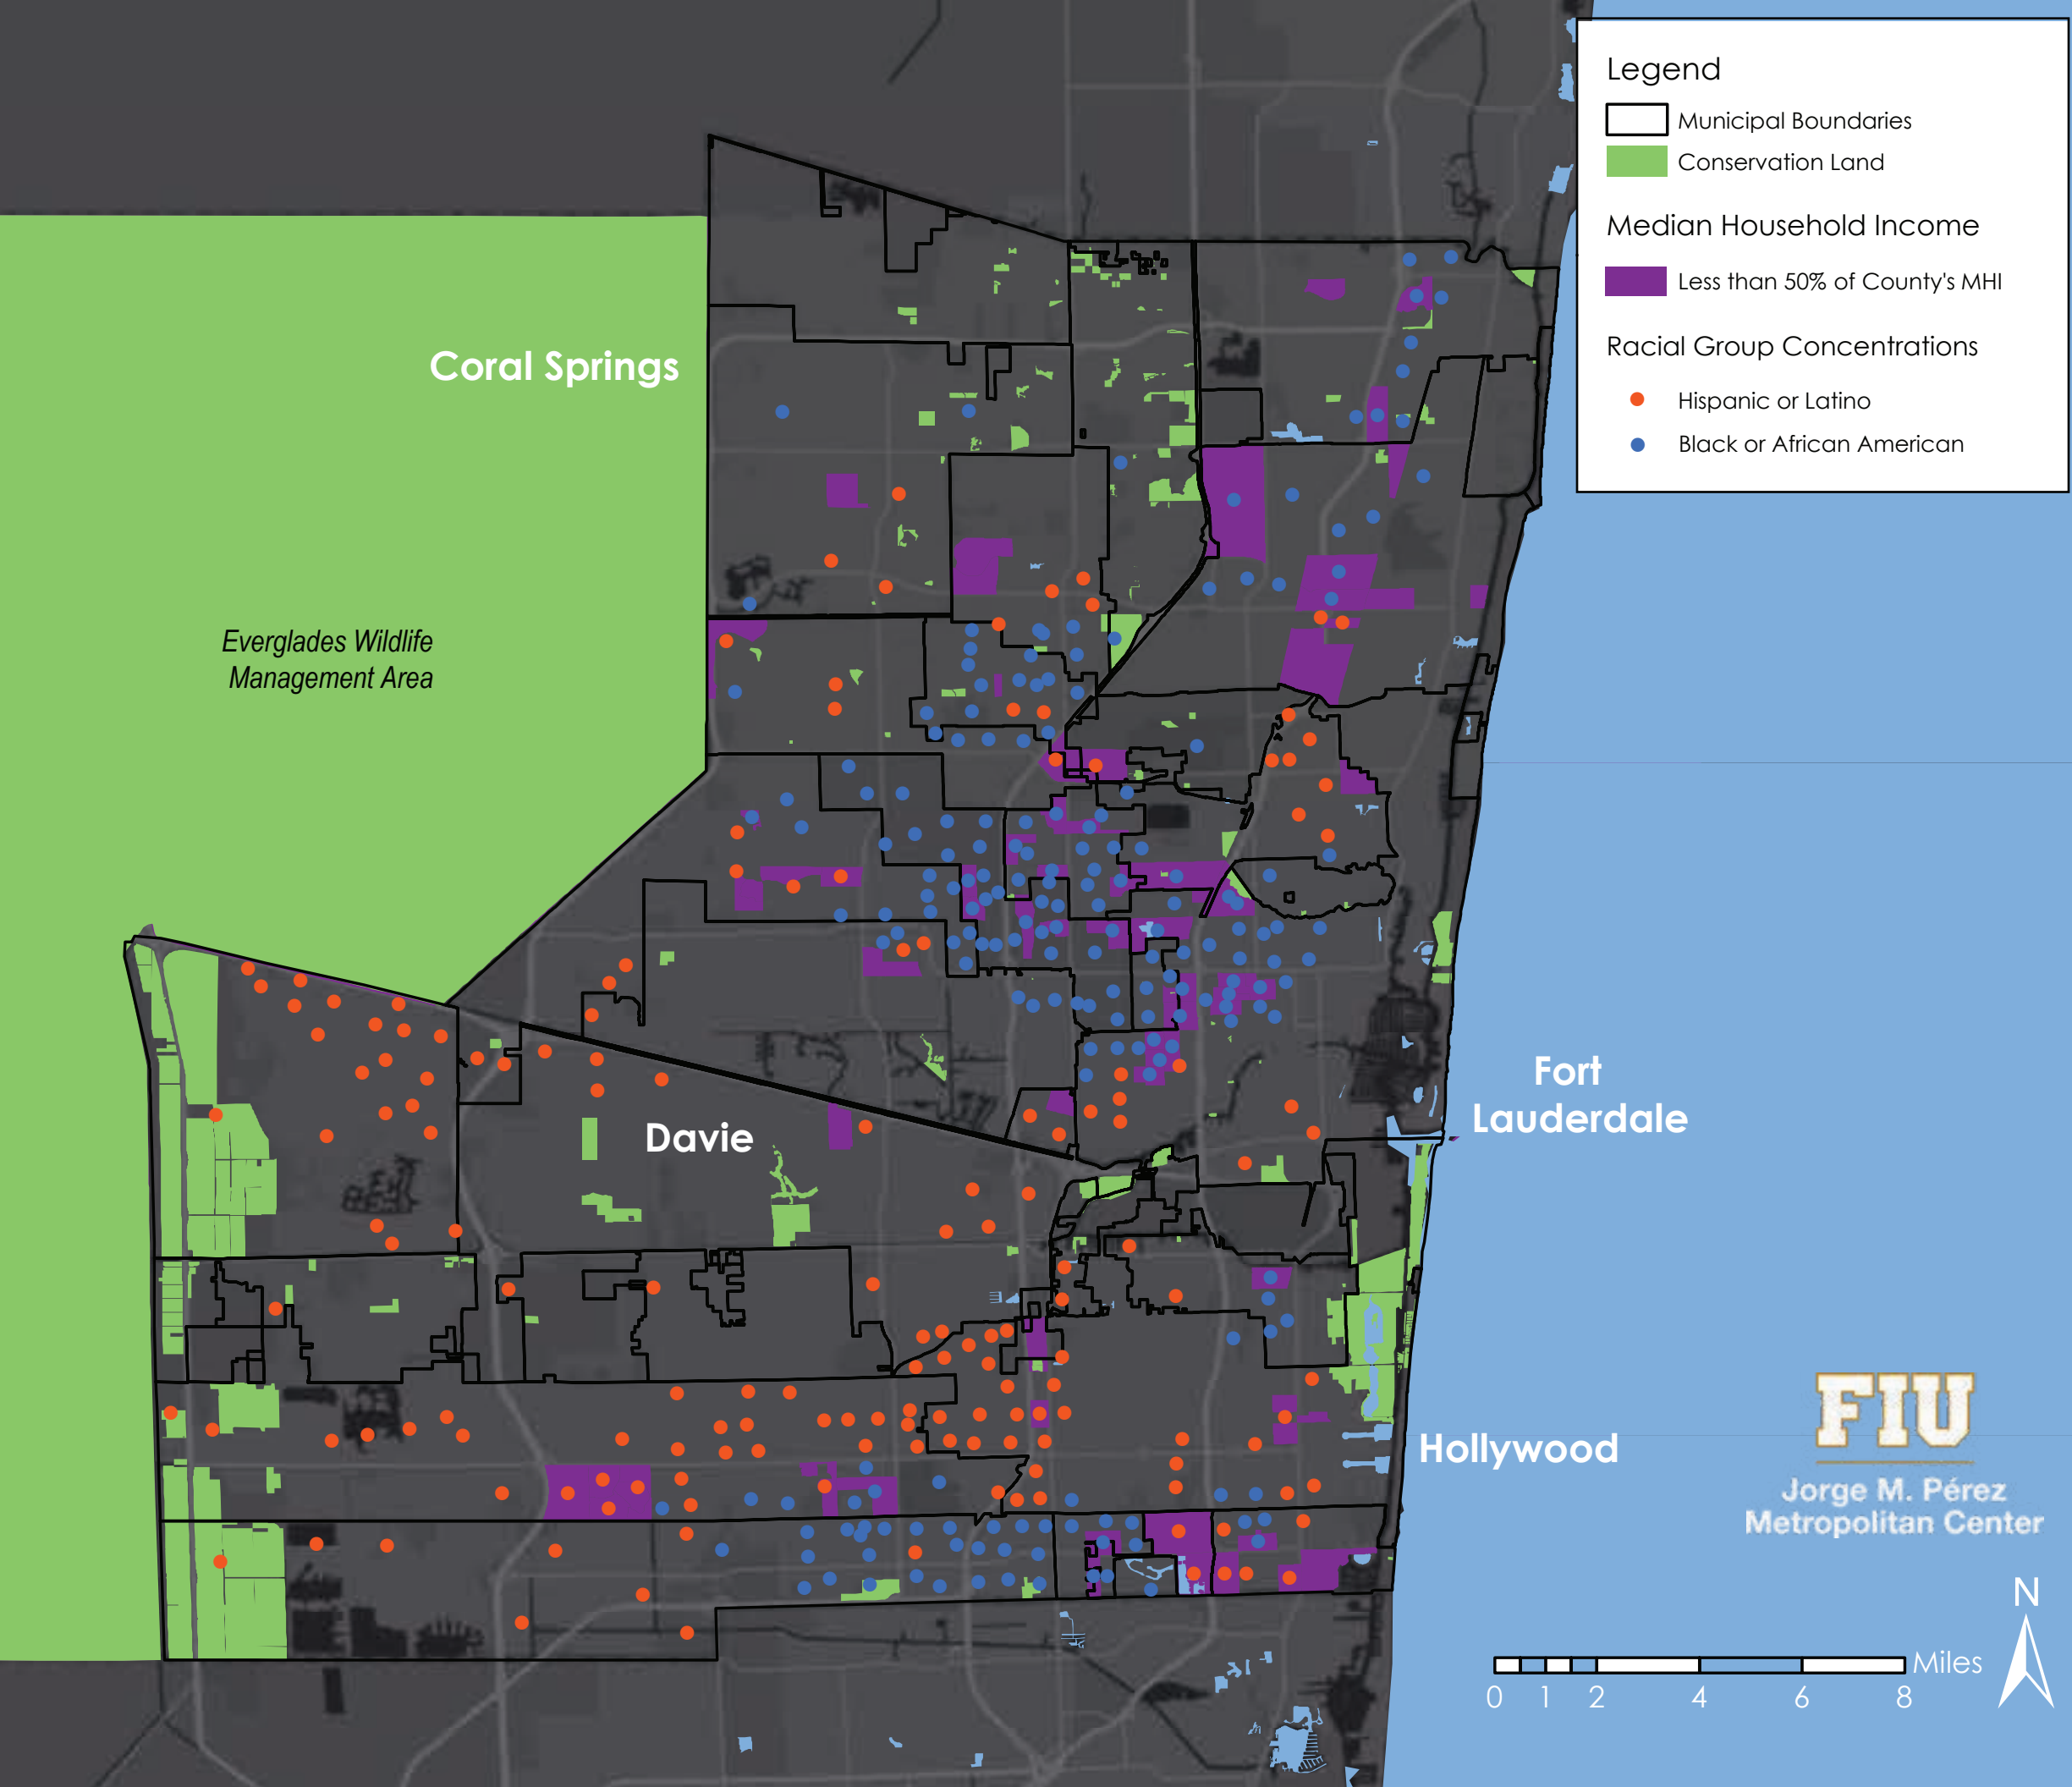 Legend
Municipal Boundaries
Conservation Land
Median Household Income
Less than 50% of County's MHI
Racial Group Concentrations
Hispanic or Latino
Black or African American
Coral Springs
Everglades Wildlife
Management Area
Fort
Lauderdale
Davie
Hollywood
FIU
Jorge M. Pérez
Metropolitan Center
N
Miles
0 1 2 4 6 8